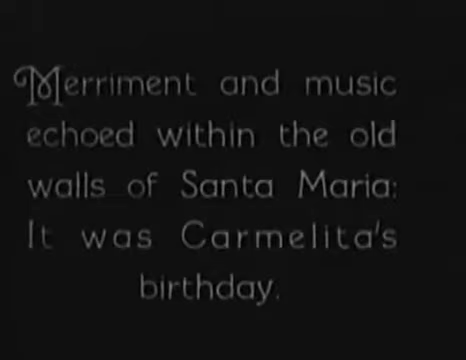 Merriment and music
echoed within the old
walls of Santa Maria:
It was Carmelita's
birthday.